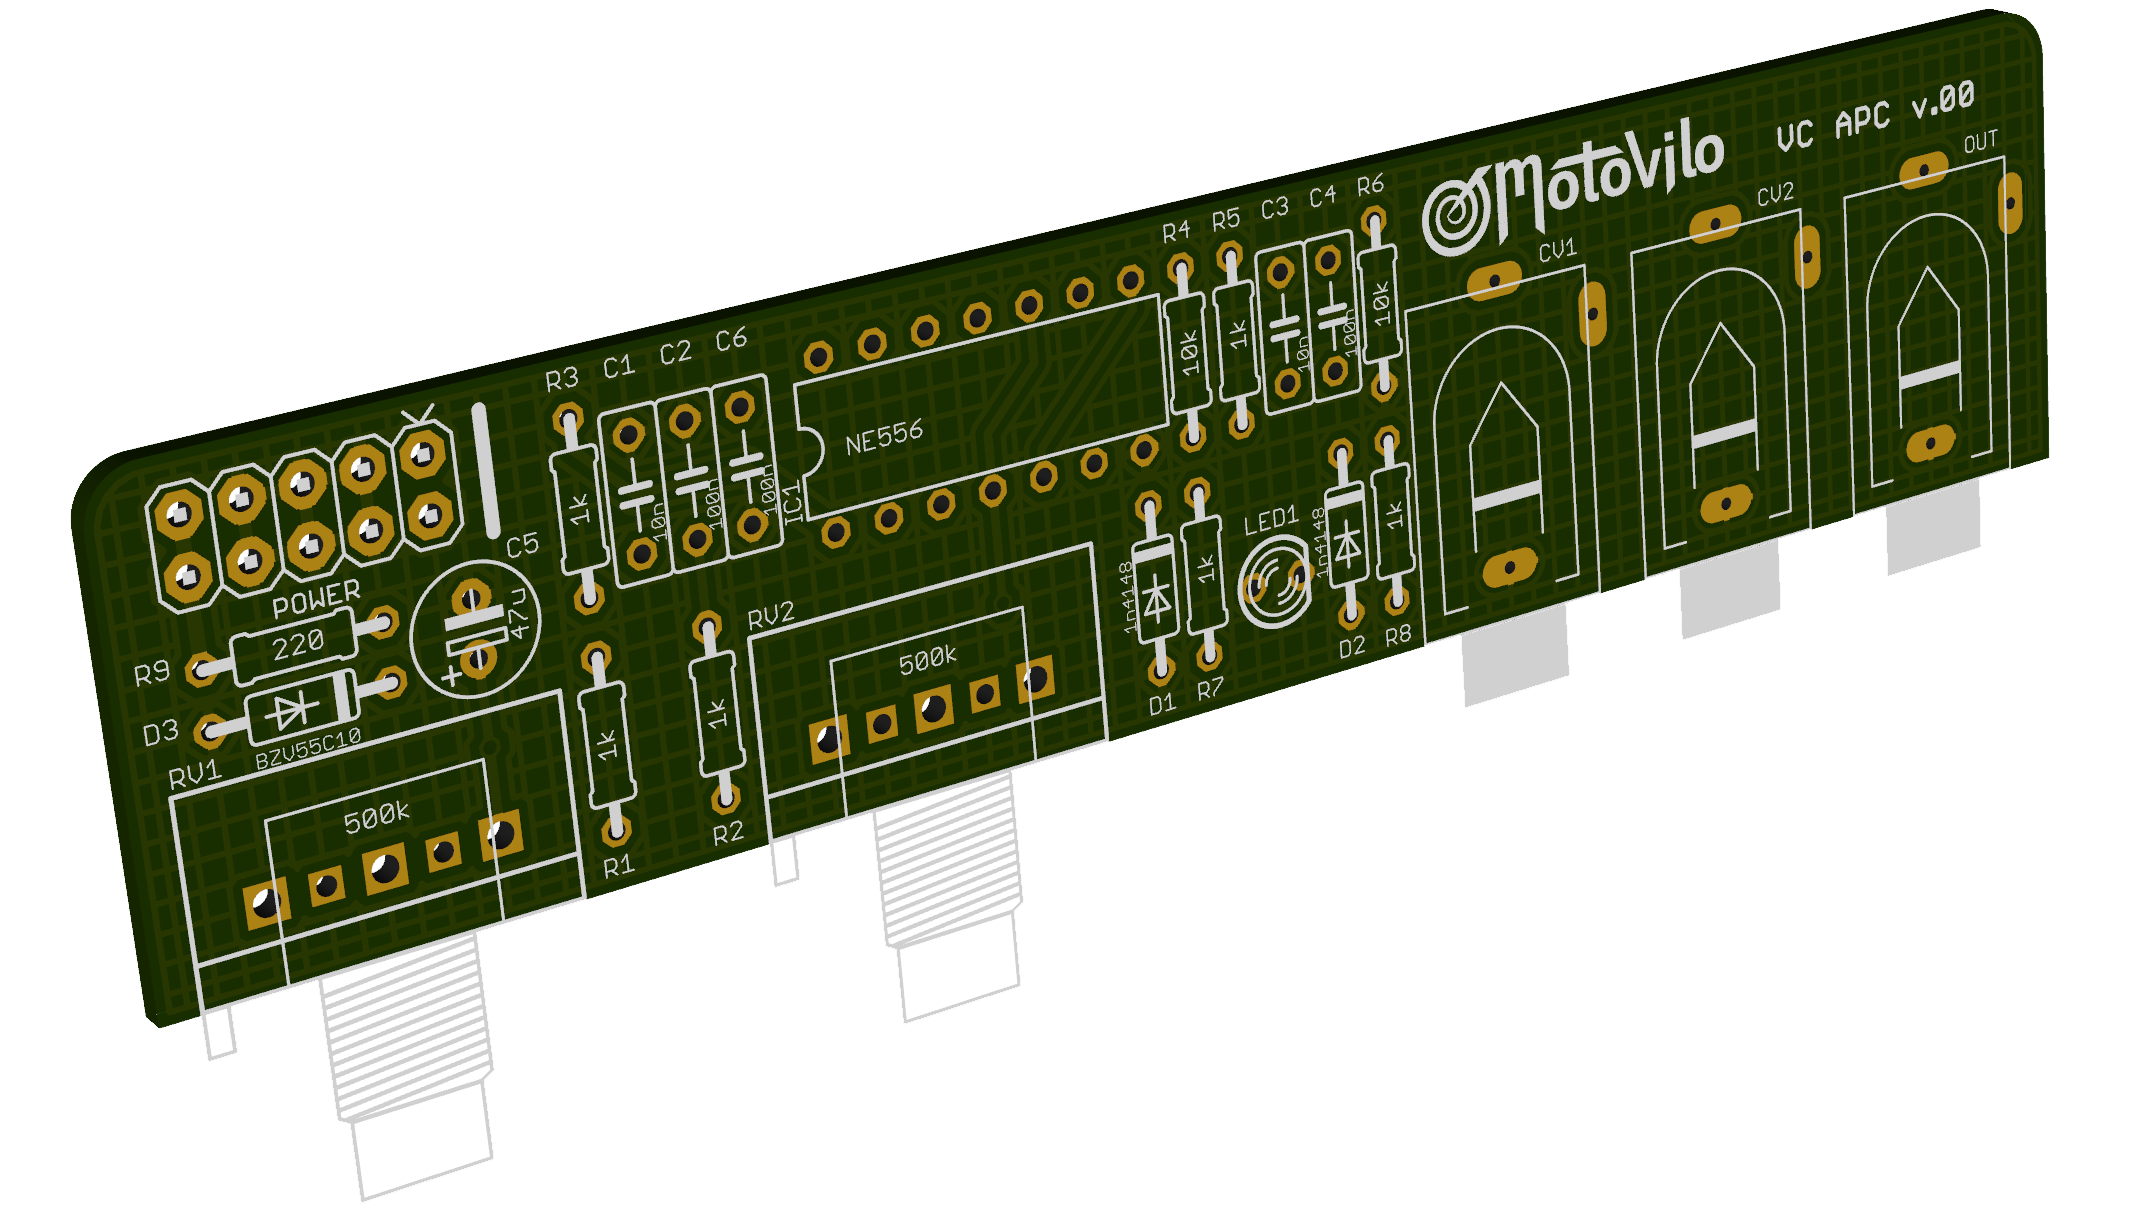 MotoVilo
VC APC v.00
OUT
CV2
CV1
R6
C4
C3
R5
R4
10k
1k
10n
100n
10k
C6
C2
C1
R3
1k
10n
100n
100n
IC1
NE556
C5
47u
+
POWER
R9
220
D3
BZV55C10
RV1
500k
1k
R1
1k
R2
RV2
500k
1n4148
D1
1k
R7
LED1
1n4148
D2
1k
R8